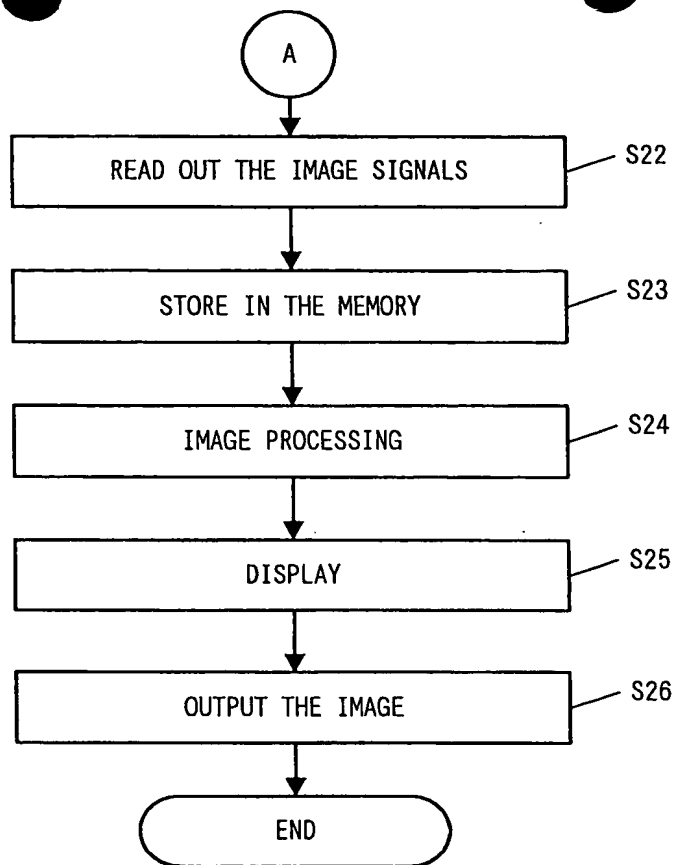 A
READ OUT THE IMAGE SIGNALS
S22
STORE IN THE MEMORY
S23
IMAGE PROCESSING
S24
DISPLAY
S25
OUTPUT THE IMAGE
S26
END